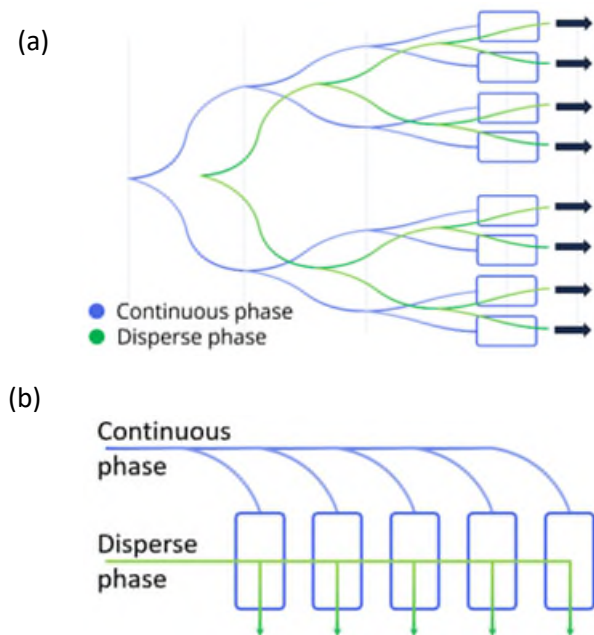 (a)
Continuous phase
Disperse phase
(b)
Continuous
phase
Disperse
phase